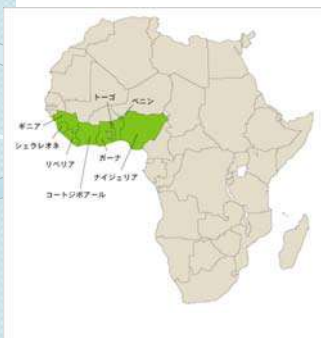 トーゴ
ベニン
ギニア
シエラレオネ
リベリア
ガーナ
ナイジェリア
コートジボアール